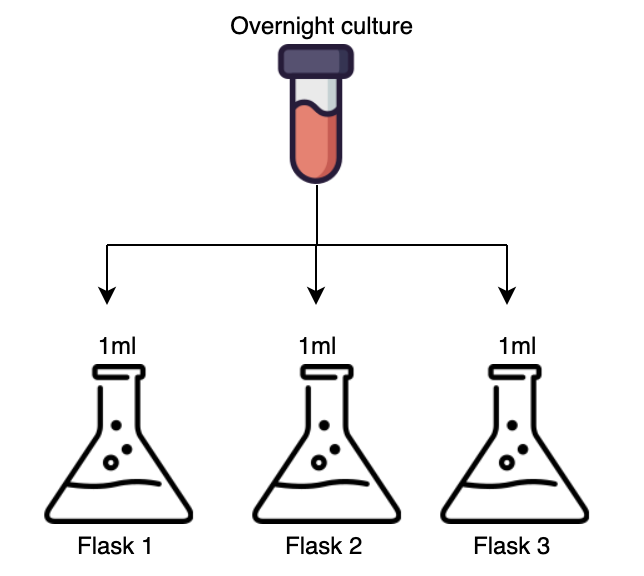 Overnight culture
1ml
1ml
1ml
Flask 1
Flask 2
Flask 3